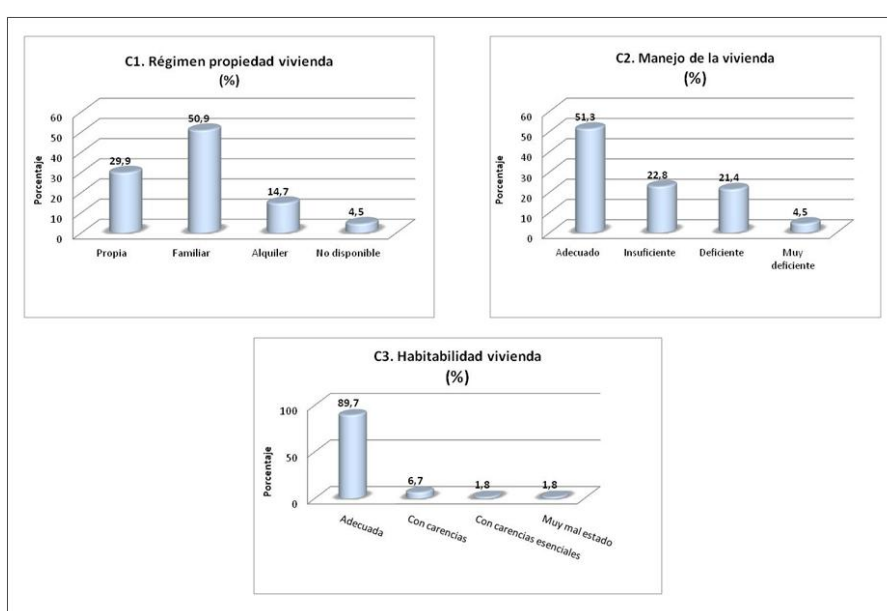 C1. Régimen propiedad vivienda
(%)
Porcentaje
60
50
40
30
20
10
0
29,9
50,9
14,7
4,5
Propia
Familiar
Alquiler
No disponible
C2. Manejo de la vivienda
(%)
Porcentaje
60
50
40
30
20
10
0
51,3
22,8
21,4
4,5
Adecuado
Insuficiente
Deficiente
Muy
deficiente
C3. Habitabilidad vivienda
(%)
Porcentaje
100
50
0
89,7
6,7
1,8
1,8
Adecuada
Con carencias
Con carencias esenciales
Muy mal estado